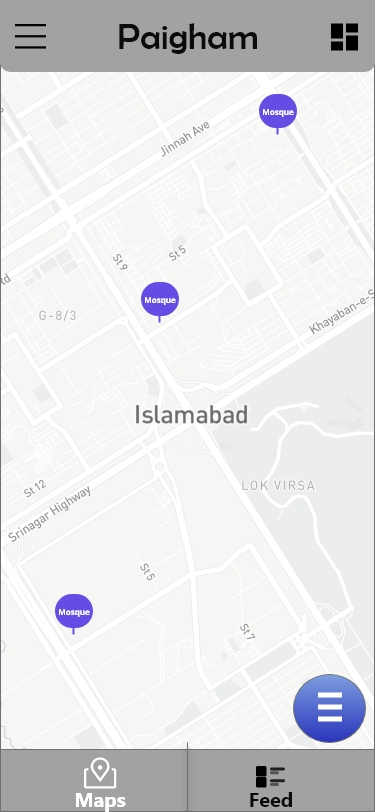 Paigham
Mosque
Jinnah Ave
St 9
St 5
Mosque
G-8/3
Khayaban-e-S
Islamabad
LOK VIRSA
St 12
Srinagar Highway
St 5
Mosque
St 7
Maps
Feed